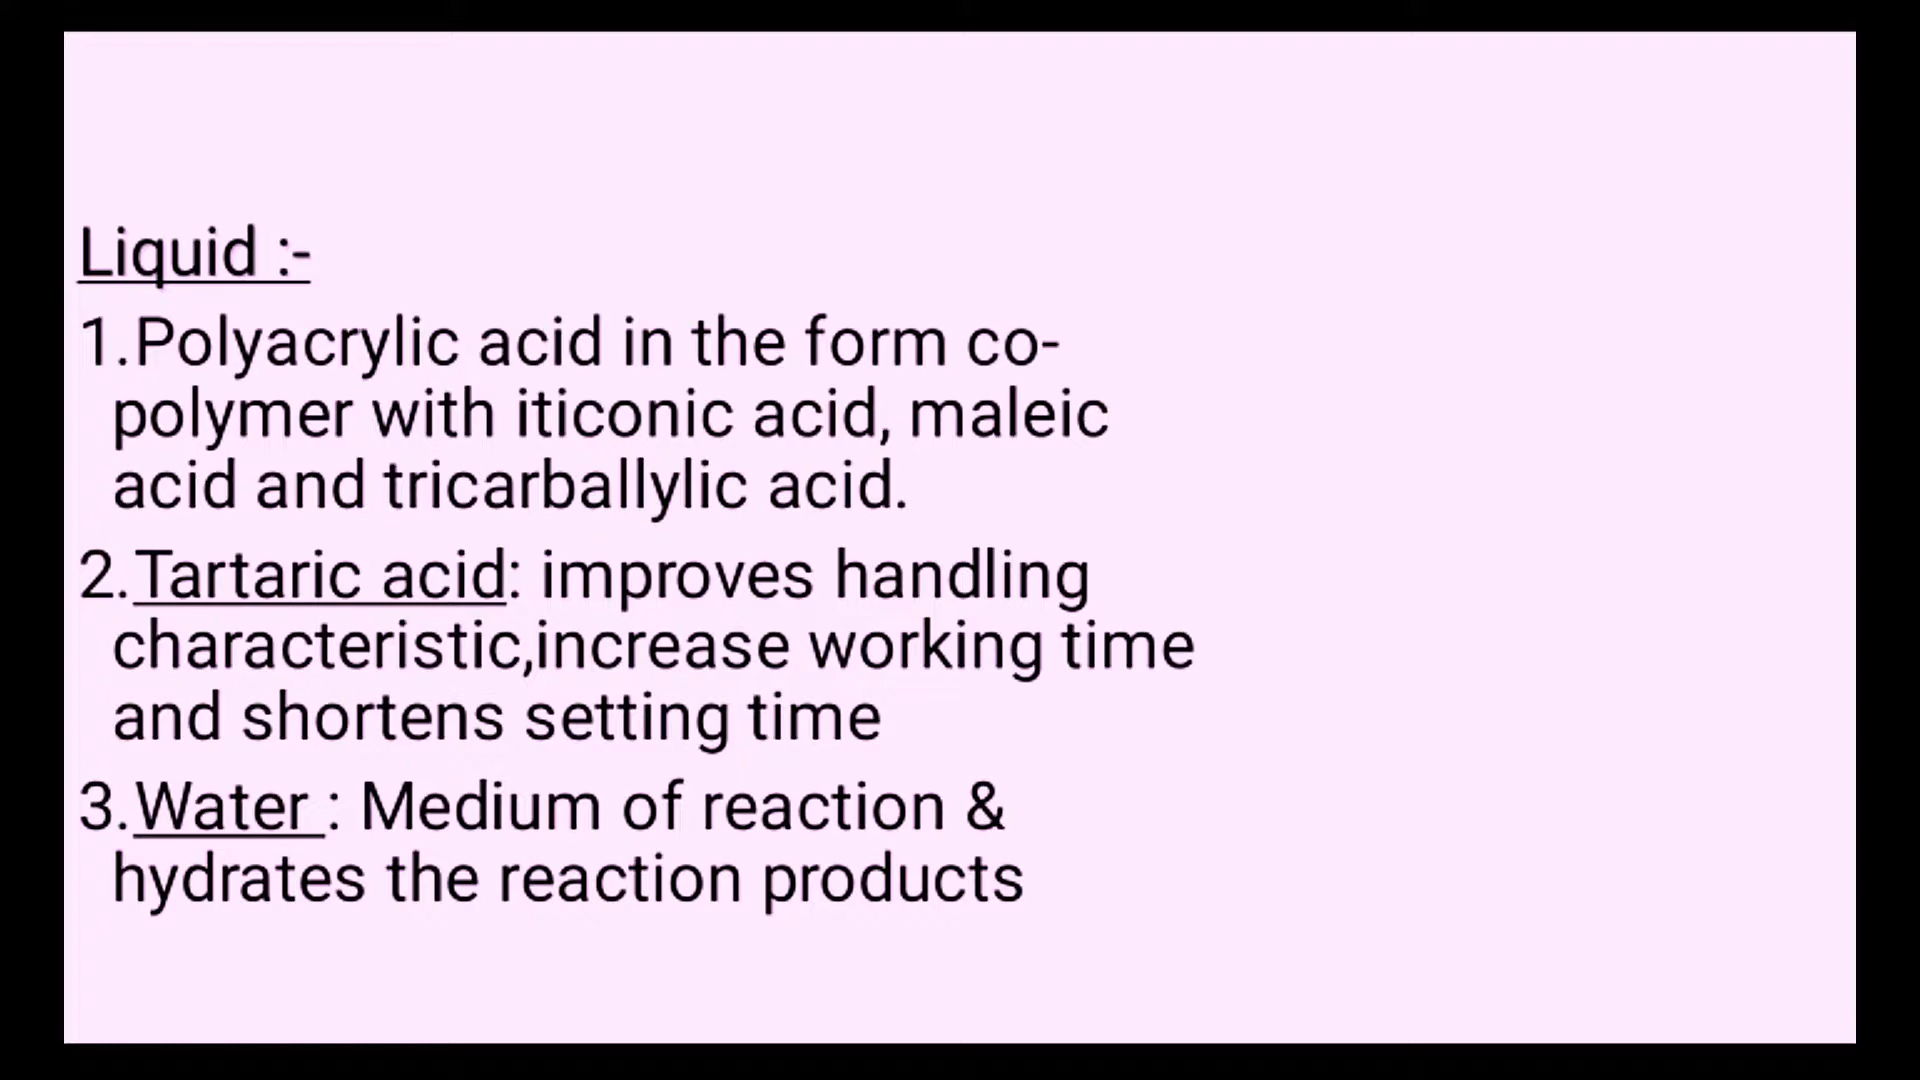 Liquid :-
1.Polyacrylic acid in the form co-
polymer with iticonic acid, maleic
acid and tricarballylic acid.
2.Tartaric acid: improves handling
characteristic,increase working time
and shortens setting time
3.Water : Medium of reaction &
hydrates the reaction products